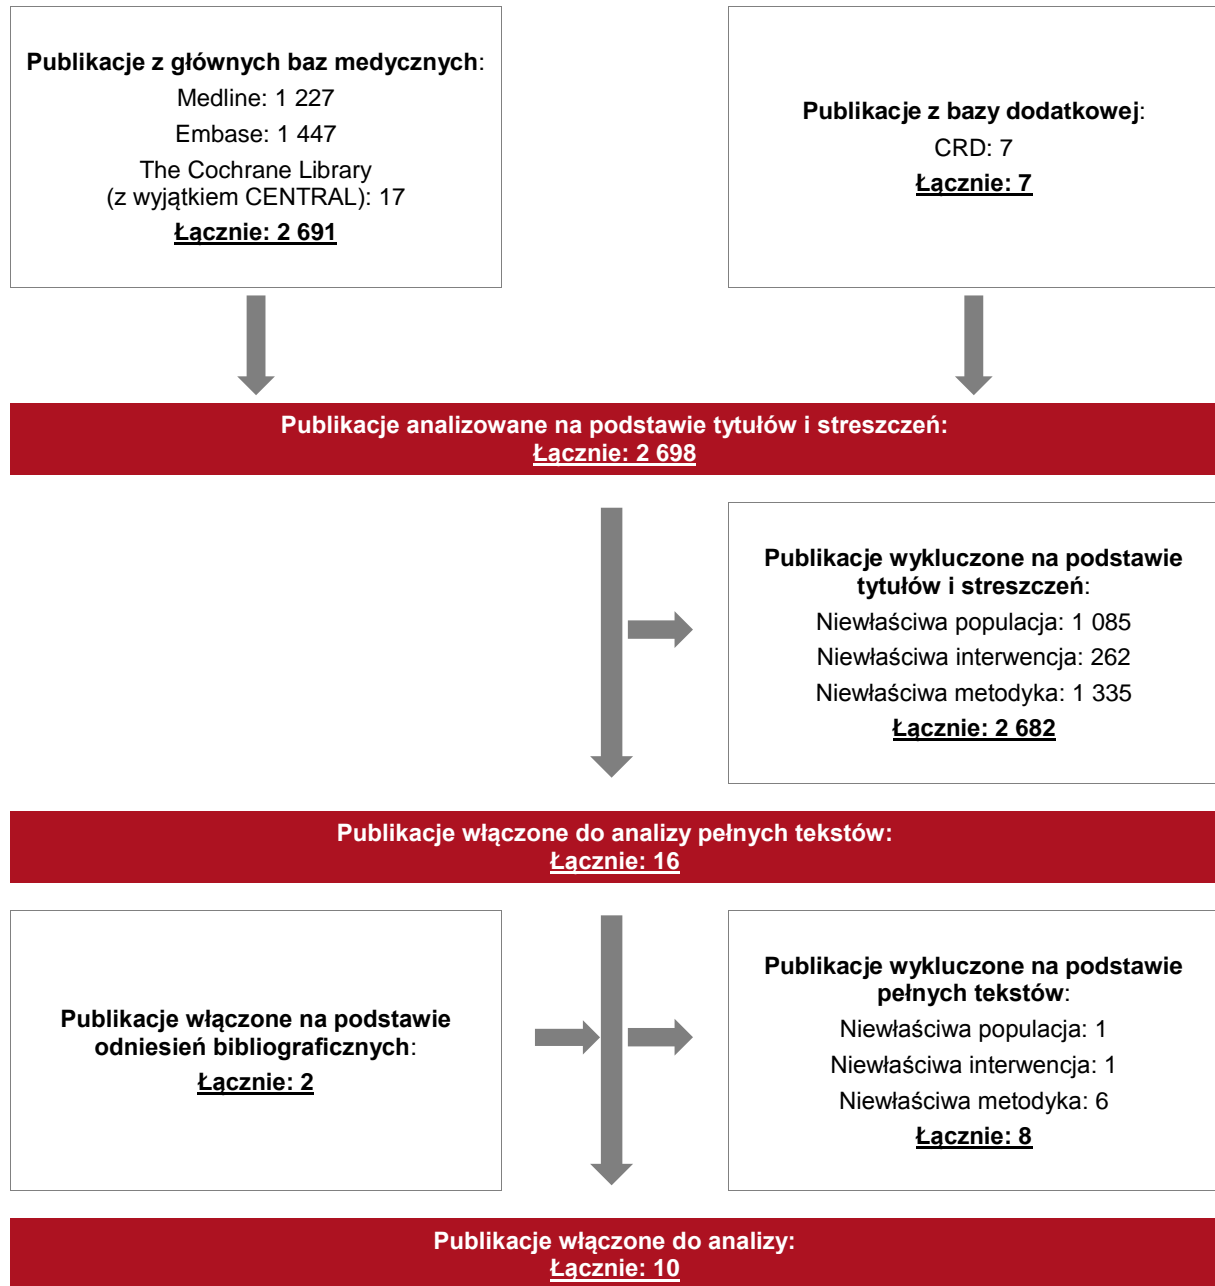 Publikacje z głównych baz medycznych:
Medline: 1 227
Embase: 1 447
The Cochrane Library
(z wyjątkiem CENTRAL): 17
Łącznie: 2 691
Publikacje z bazy dodatkowej:
CRD: 7
Łącznie: 7
Publikacje analizowane na podstawie tytułów i streszczeń:
Łącznie: 2 698
Publikacje wykluczone na podstawie
tytułów i streszczeń:
Niewłaściwa populacja: 1 085
Niewłaściwa interwencja: 262
Niewłaściwa metodyka: 1 335
Łącznie: 2 682
Publikacje włączone do analizy pełnych tekstów:
Łącznie: 16
Publikacje włączone na podstawie
odniesień bibliograficznych:
Łącznie: 2
Publikacje wykluczone na podstawie
pełnych tekstów:
Niewłaściwa populacja: 1
Niewłaściwa interwencja: 1
Niewłaściwa metodyka: 6
Łącznie: 8
Publikacje włączone do analizy:
Łącznie: 10